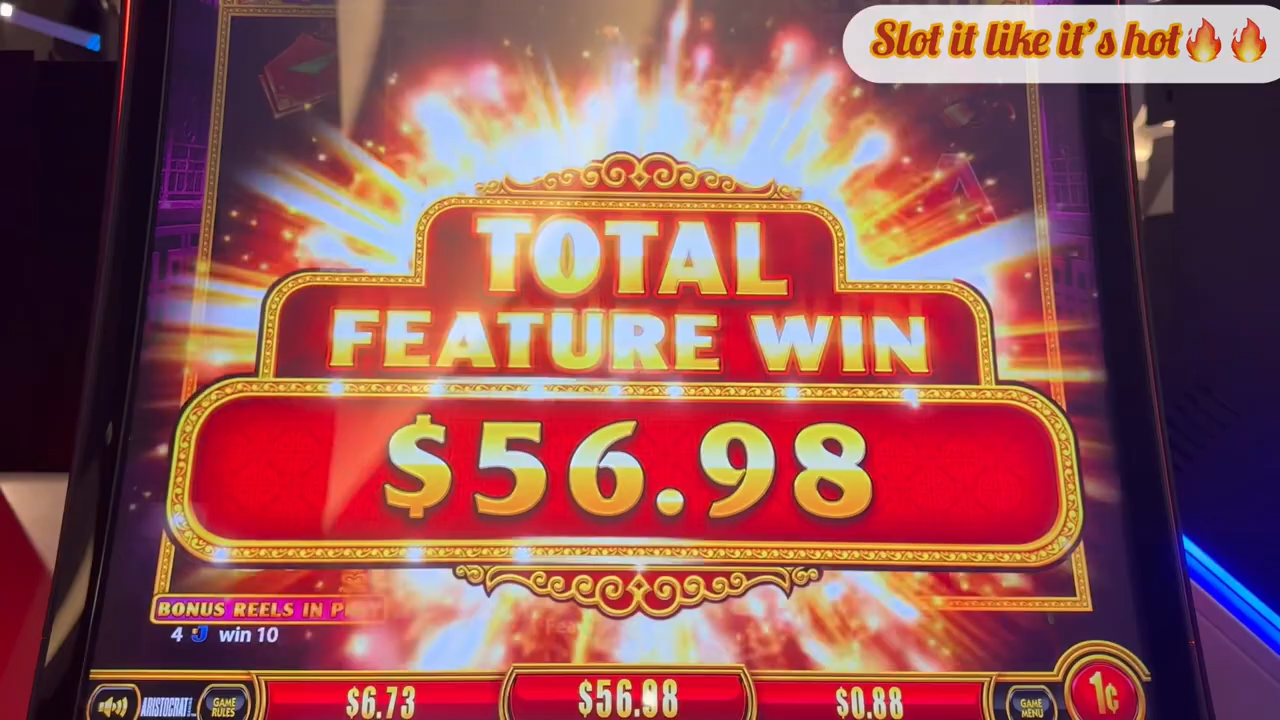 Slot it like it's hot🔥🔥
TOTAL
FEATURE WIN
$56.98
BONUS REELS IN
4 J win 10
ARISTOCRAT
GAME
RULES
$6.73
$56.98
$0.88
GAME
MENU
1¢